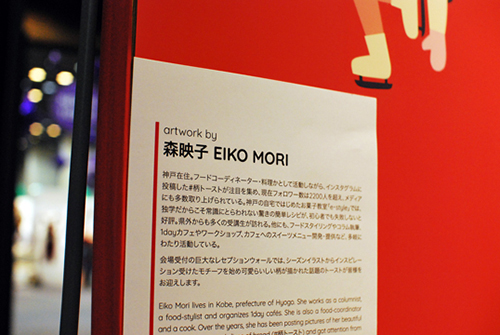 artwork by
森映子 EIKO MORI
神戸在住。フードコーディネーター・料理かとして活動しながら、インスタグラムに
投稿した#柄トーストが注目を集め、現在フォロワー数は2200人を超え、メディア
にも多数取り上げられている。神戸の自宅ではじめたお菓子教室「e-style」では、
独学だからこそ常識にとらわれない驚きの簡単レシピが、初心者でも失敗しないと
好評。県外からも多くの受講生が訪れる。他にも、フードスタイリングやコラム執筆、
1dayカフェやワークショップ、カフェへのスイーツメニュー開発・提供など、多岐に
わたり活動している。
会場受付の巨大なレセプションウォールでは、シーズンイラストからインスピレー
ション受けたモチーフを始め可愛らしいい柄が描かれた話題のトーストが皆様を
お迎えします。
Eiko Mori lives in Kobe, prefecture of Hyogo. She works as a columnist,
a food-stylist and organizes 1day cafés. She is also a food-coordinator
and a cook. Over the years, she has been posting pictures of her beautiful
of bread (#柄トースト) and got attention from